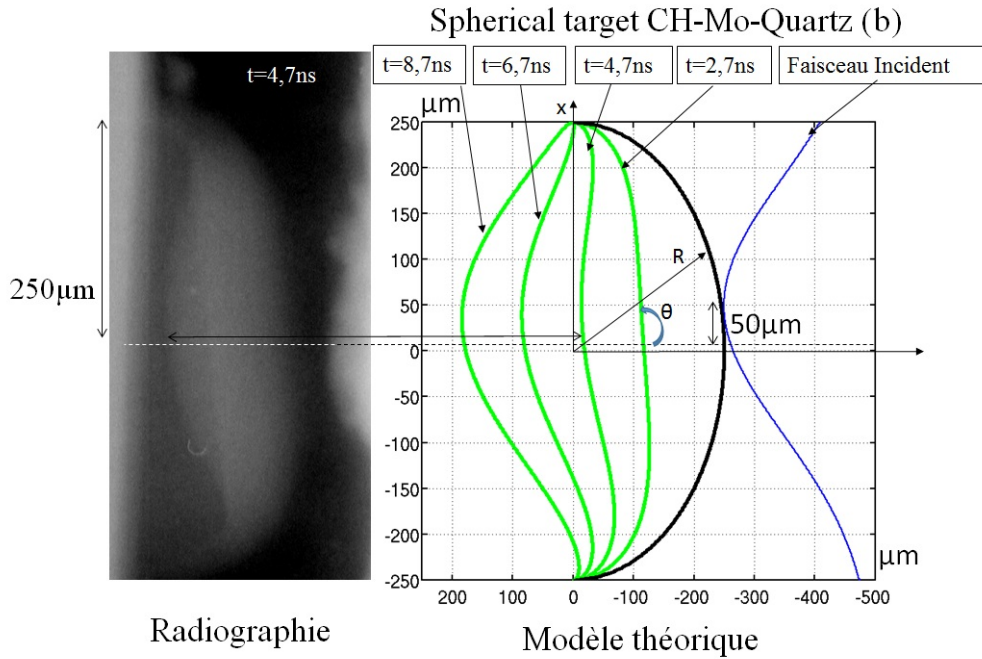 Spherical target CH-Mo-Quartz (b)
t=4,7ns
t=8,7ns
t=6,7ns
t=4,7ns
t=2,7ns
Faisceau Incident
µm
x
250
200
150
100
50
0
-50
-100
-150
-200
-250
R
θ
50µm
250µm
µm
200
100
0
-100
-200
-300
-400
-500
Radiographie
Modèle théorique